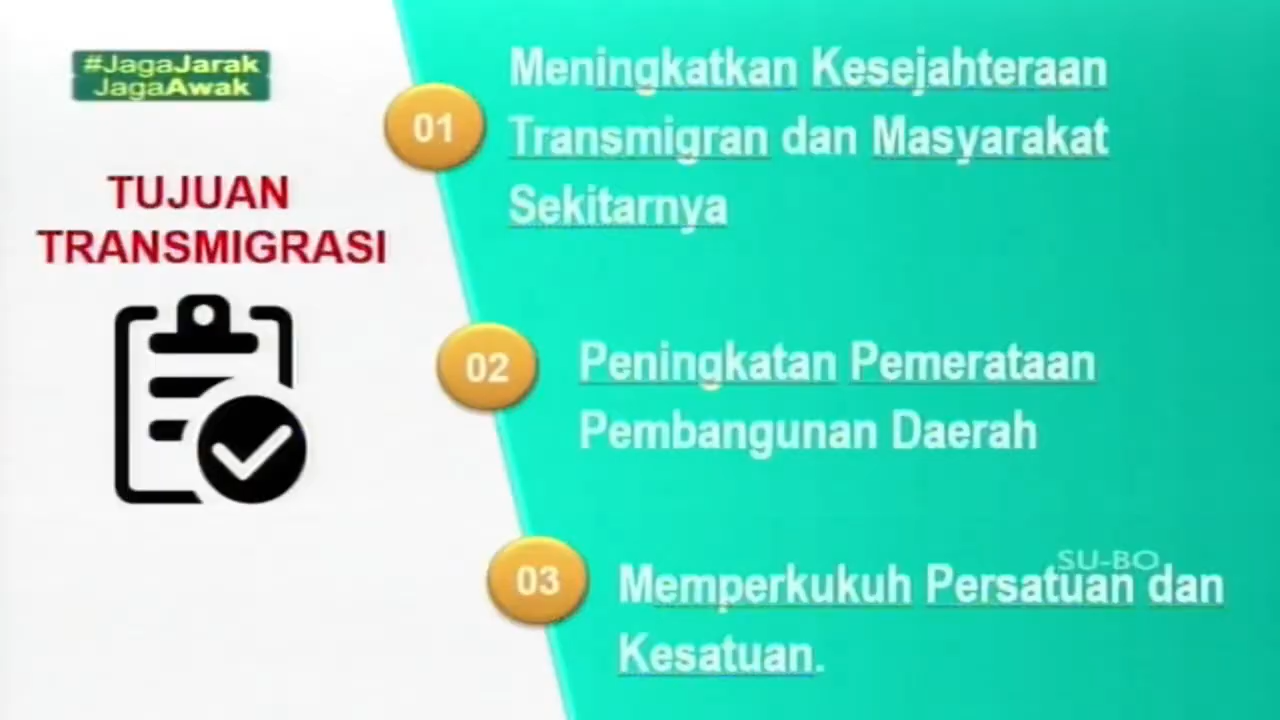 #JagaJarak
JagaAwak
TUJUAN
TRANSMIGRASI
01
Meningkatkan Kesejahteraan
Transmigran dan Masyarakat
Sekitarnya
02
Peningkatan Pemerataan
Pembangunan Daerah
03
SU-BO
Memperkukuh Persatuan dan
Kesatuan.